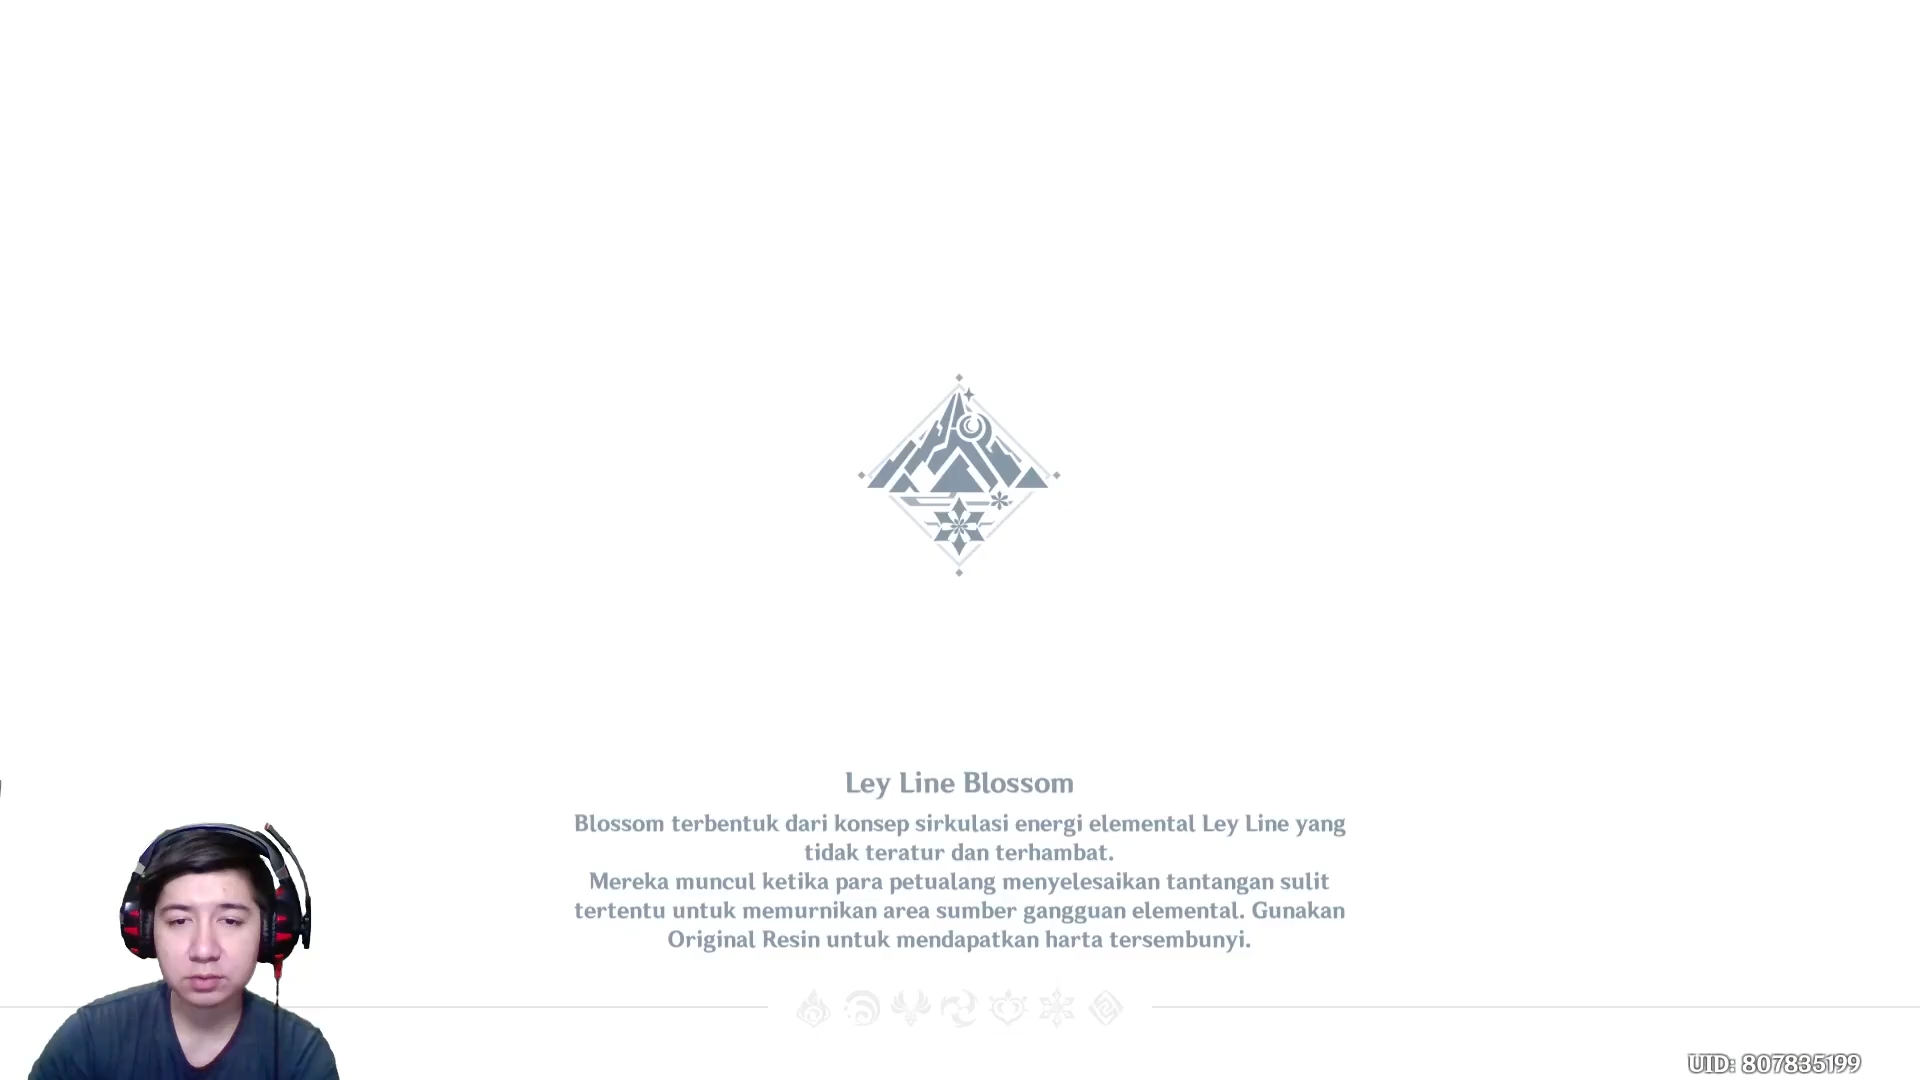 Ley Line Blossom
Blossom terbentuk dari konsep sirkulasi energi elemental Ley Line yang
tidak teratur dan terhambat.
Mereka muncul ketika para petualang menyelesaikan tantangan sulit
tertentu untuk memurnikan area sumber gangguan elemental. Gunakan
Original Resin untuk mendapatkan harta tersembunyi.
UID: 807835199